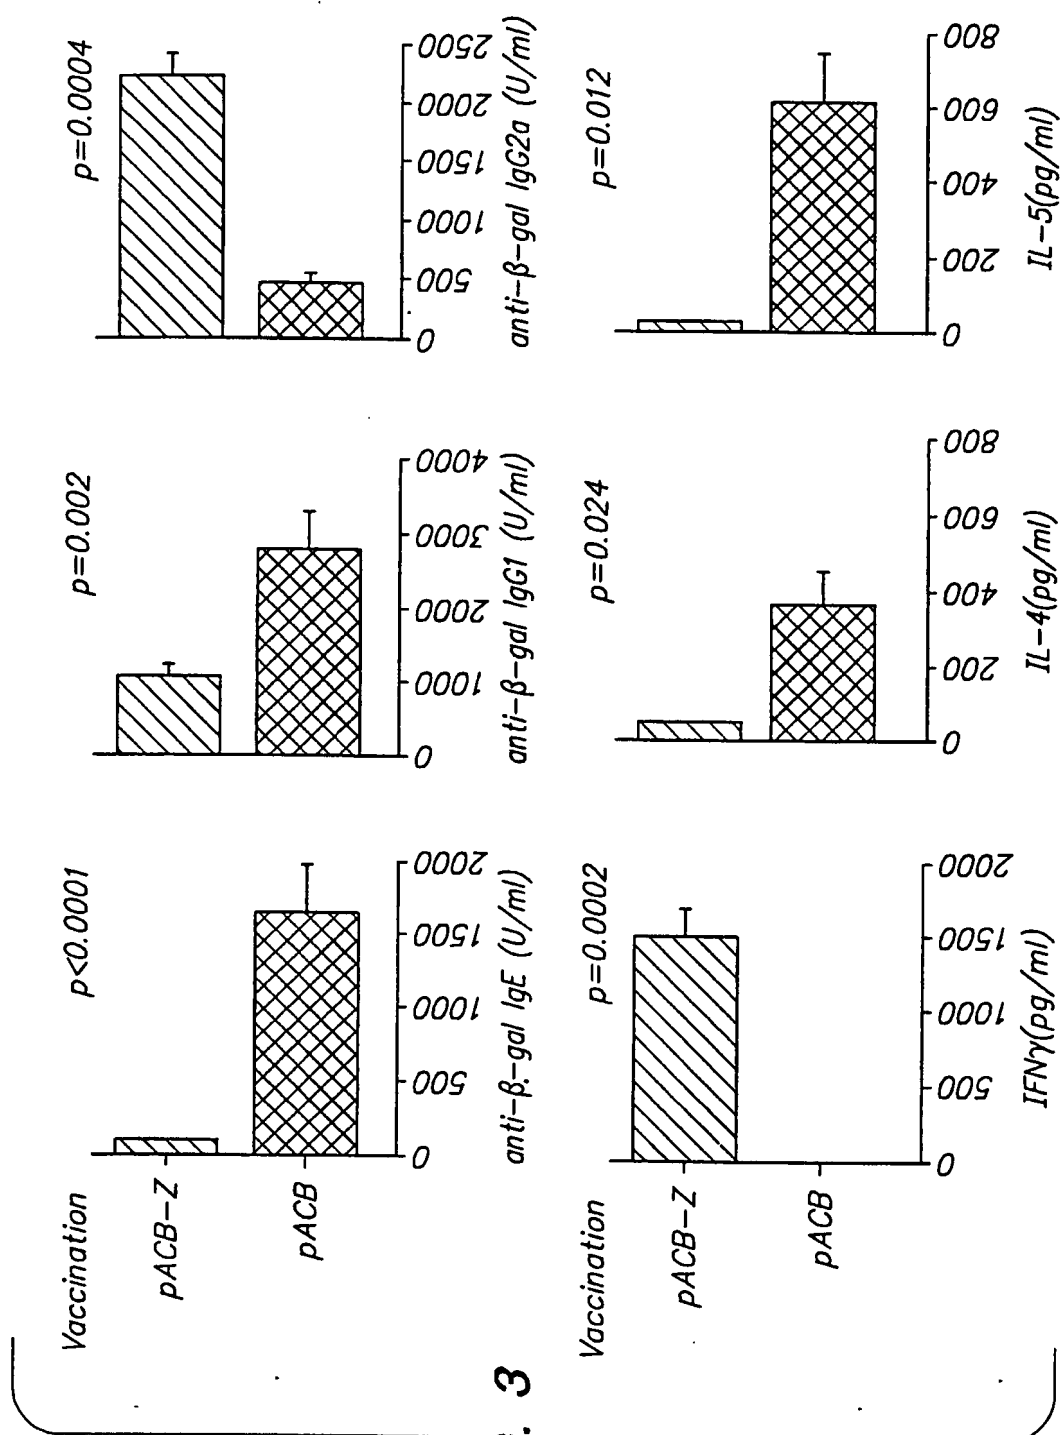 Vaccination
pACB-Z
pACB
p<0.0001
0 500 1000 1500 2000
anti-β-gal IgE (U/ml)
p=0.002
0 1000 2000 3000 4000
anti-β-gal IgG1 (U/ml)
p=0.0004
0 500 1000 1500 2000 2500
anti-β-gal IgG2a (U/ml)
Vaccination
pACB-Z
pACB
p=0.0002
0 500 1000 1500 2000
IFNγ(pg/ml)
p=0.024
0 200 400 600 800
IL-4(pg/ml)
p=0.012
0 200 400 600 800
IL-5(pg/ml)
3